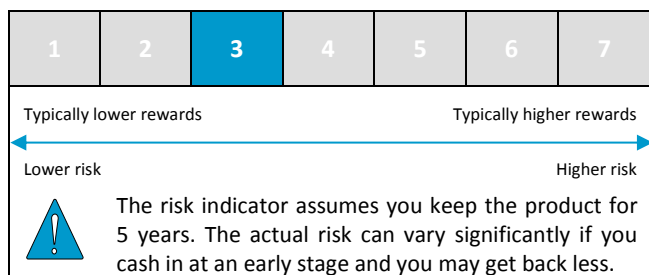 1 2 3 4 5 6 7
Typically lower rewards Typically higher rewards
Lower risk Higher risk
The risk indicator assumes you keep the product for
5 years. The actual risk can vary significantly if you
cash in at an early stage and you may get back less.